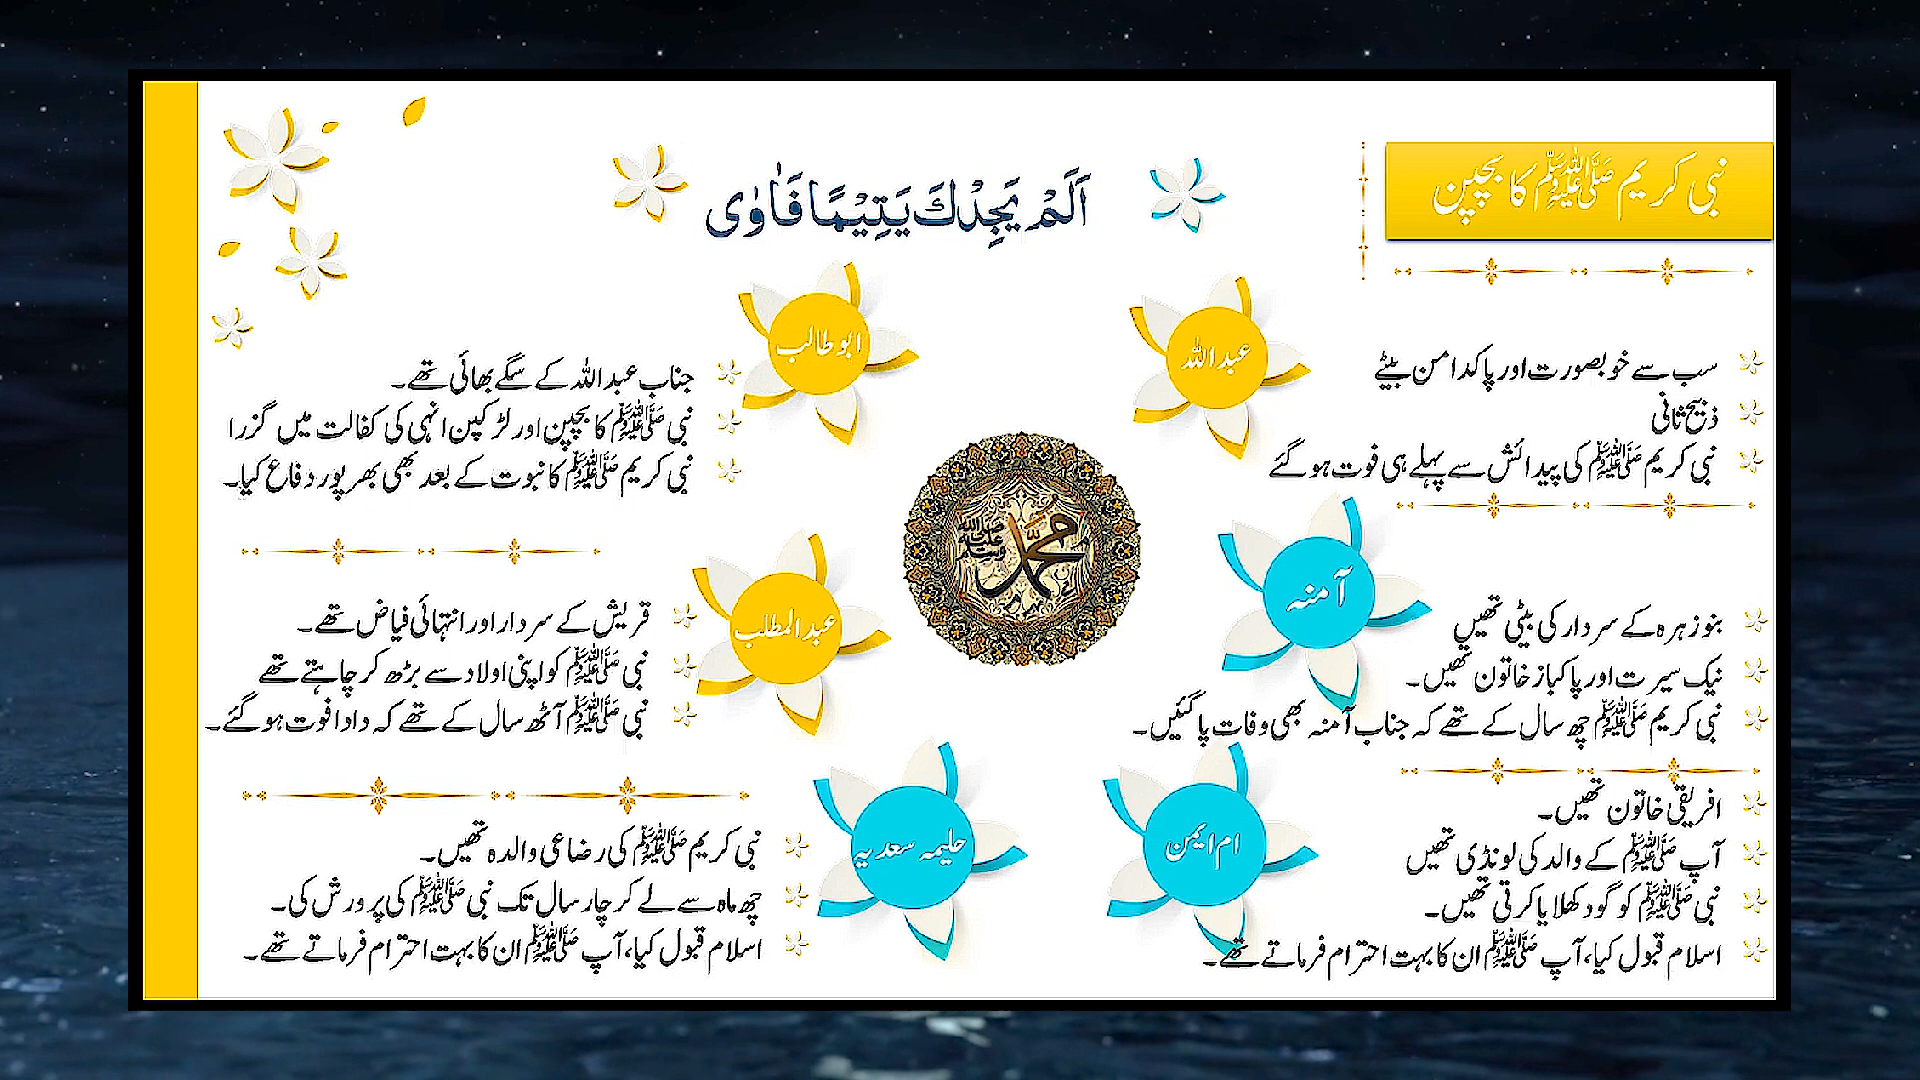 نبی کریم ﷺ کا بچپن
اَلَمْ يَجِدْكَ يَتِيْمًا فَاٰوٰى
عبداللہ
سب سے خوبصورت اور پاکدامن بیٹے
ذبیح ثانی
نبی کریم ﷺ کی پیدائش سے پہلے ہی فوت ہو گئے
آمنہ
بنو زہرہ کے سردار کی بیٹی تھیں
نیک سیرت اور پاکباز خاتون تھیں۔
نبی کریم ﷺ چھ سال کے تھے کہ جناب آمنہ بھی وفات پا گئیں۔
ام ایمن
افریقی خاتون تھیں۔
آپ ﷺ کے والد کی لونڈی تھیں
نبی ﷺ کو گود کھلایا کرتی تھیں۔
اسلام قبول کیا، آپ ﷺ ان کا بہت احترام فرماتے تھے۔
ابو طالب
جناب عبداللہ کے سگے بھائی تھے۔
نبی ﷺ کا بچپن اور لڑکپن انہی کی کفالت میں گزرا
نبی کریم ﷺ کا نبوت کے بعد بھی بھرپور دفاع کیا۔
عبدالمطلب
قریش کے سردار اور انتہائی فیاض تھے۔
نبی ﷺ کو اپنی اولاد سے بڑھ کر چاہتے تھے
نبی ﷺ آٹھ سال کے تھے کہ دادا فوت ہو گئے۔
حلیمہ سعدیہ
نبی کریم ﷺ کی رضاعی والدہ تھیں۔
چھ ماہ سے لے کر چار سال تک نبی ﷺ کی پرورش کی۔
اسلام قبول کیا، آپ ﷺ ان کا بہت احترام فرماتے تھے۔
محمد صلى الله عليه وسلم